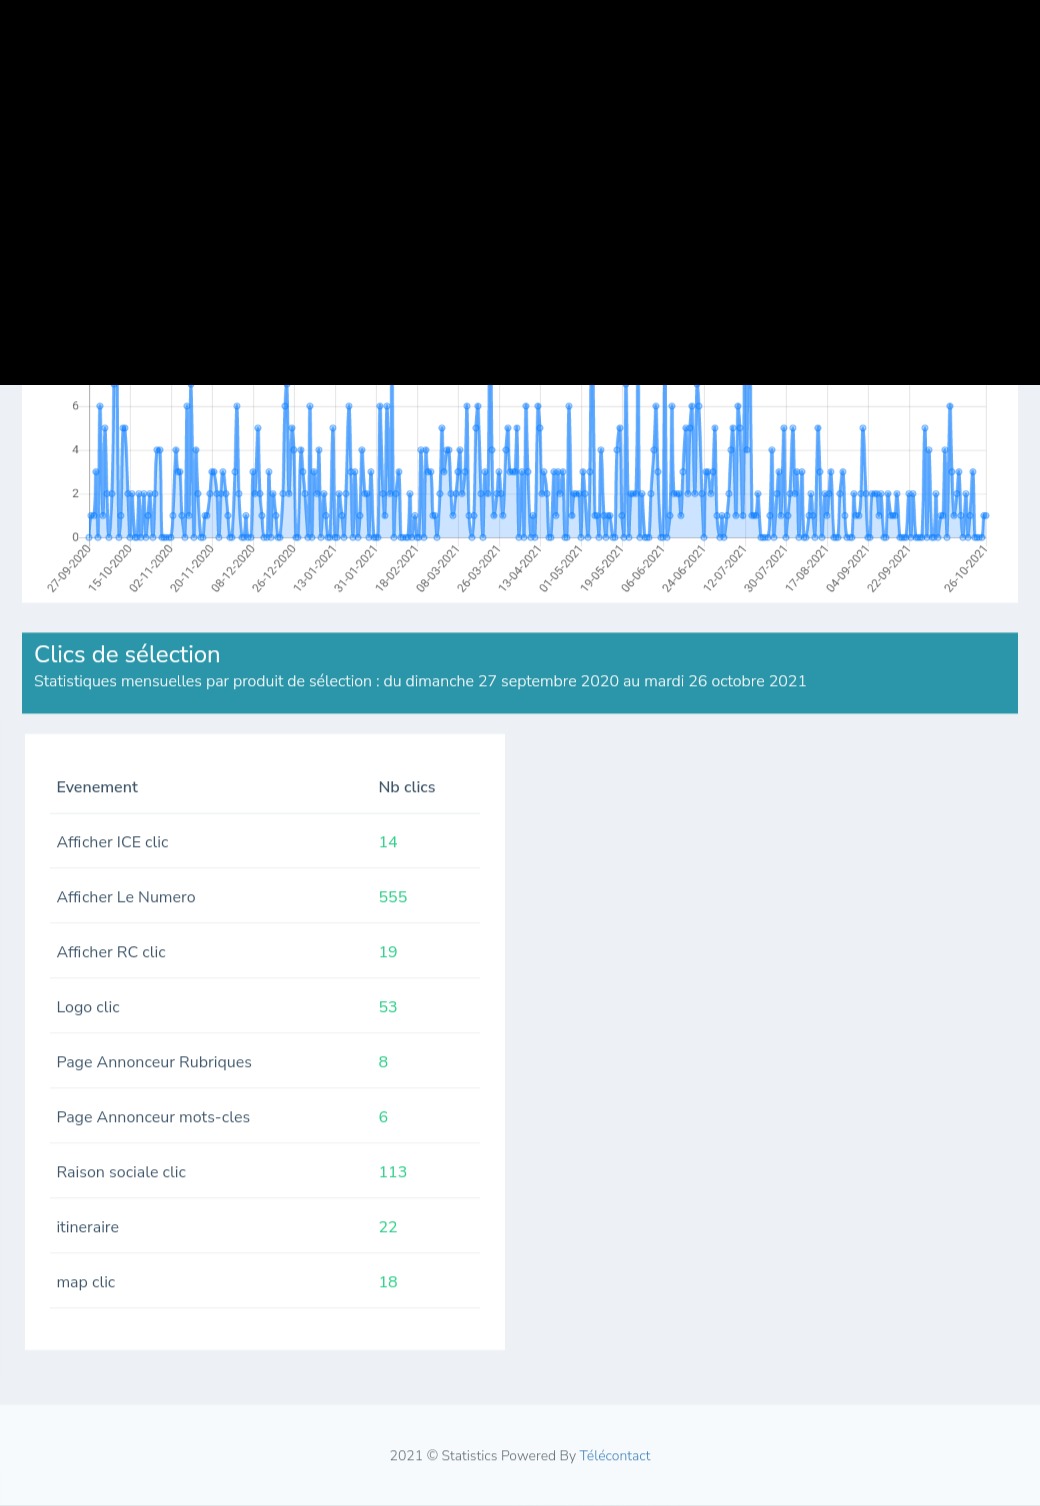 6
4
2
0
27-09-2020
15-10-2020
02-11-2020
20-11-2020
08-12-2020
26-12-2020
13-01-2021
31-01-2021
18-02-2021
08-03-2021
26-03-2021
13-04-2021
01-05-2021
19-05-2021
06-06-2021
24-06-2021
12-07-2021
30-07-2021
17-08-2021
04-09-2021
22-09-2021
26-10-2021
Clics de sélection
Statistiques mensuelles par produit de sélection : du dimanche 27 septembre 2020 au mardi 26 octobre 2021
Evenement Nb clics
Afficher ICE clic 14
Afficher Le Numero 555
Afficher RC clic 19
Logo clic 53
Page Annonceur Rubriques 8
Page Annonceur mots-cles 6
Raison sociale clic 113
itineraire 22
map clic 18
2021 © Statistics Powered By Télécontact